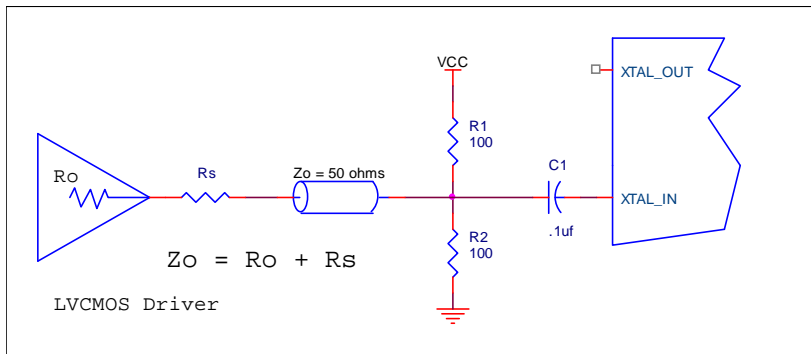 VCC
XTAL_OUT
R1
100
Ro
Rs
Zo = 50 ohms
C1
XTAL_IN
.1uf
R2
100
Zo = Ro + Rs
LVCMOS Driver